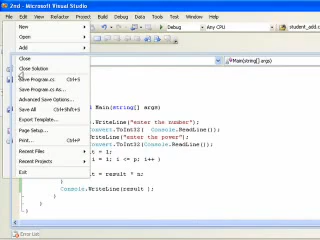 2nd - Microsoft Visual Studio
File Edit View Refactor Project Build Debug Data Tools Test Window Community Help
Debug Any CPU student_add.c
New
Open
Add
Close
Close Solution
Save Program.cs Ctrl+S
Save Program.cs As...
Advanced Save Options...
Save All Ctrl+Shift+S
Export Template...
Page Setup...
Print... Ctrl+P
Recent Files
Recent Projects
Exit
Main(string[] args)
Main(string[] args)
WriteLine("enter the number");
Convert.ToInt32( Console.ReadLine());
WriteLine("enter the power");
Convert.ToInt32( Console.ReadLine());
t = 1;
i = 1; i <= p; i++ )
= result * n;
}
Console.WriteLine(result );
}
}
Error List